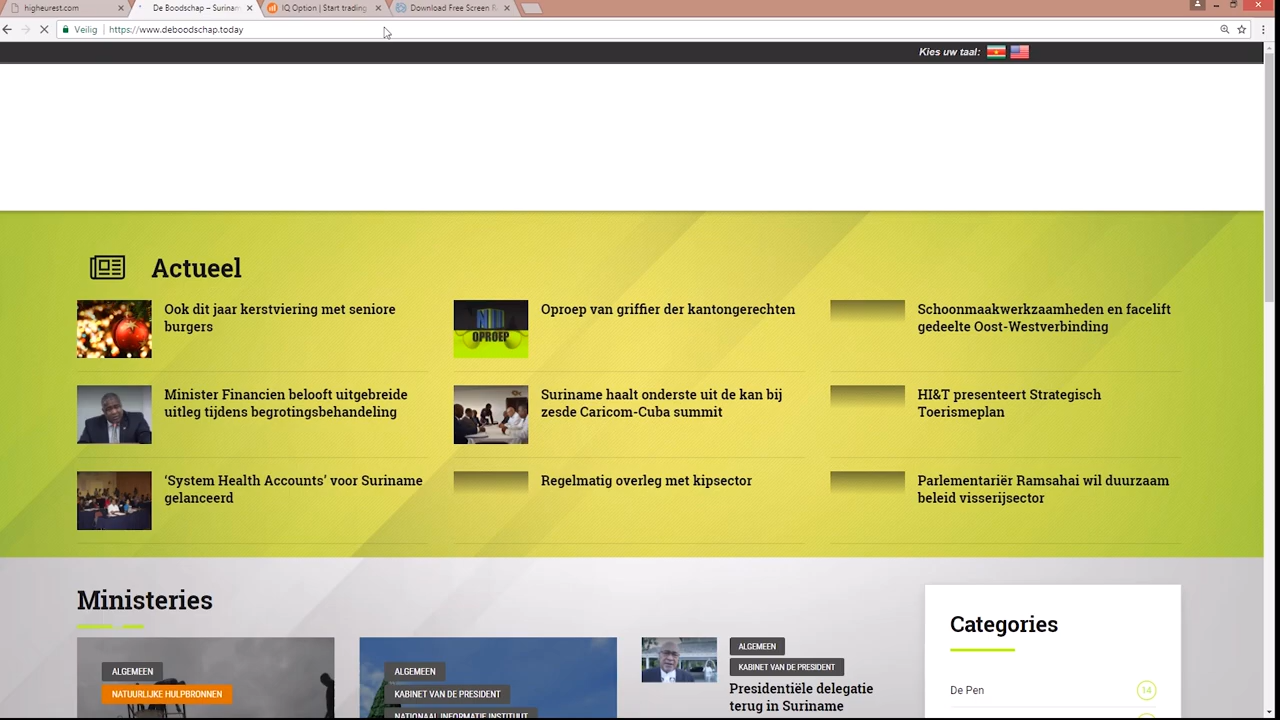 higheurest.com
De Boodschap – Surinam
IQ Option | Start trading
Download Free Screen R
Veilig
https://www.deboodschap.today
Kies uw taal:
Actueel
Ook dit jaar kerstviering met seniore
burgers
Oproep van griffier der kantongerechten
OPROEP
Schoonmaakwerkzaamheden en facelift
gedeelte Oost-Westverbinding
Minister Financien belooft uitgebreide
uitleg tijdens begrotingsbehandeling
Suriname haalt onderste uit de kan bij
zesde Caricom-Cuba summit
HI&T presenteert Strategisch
Toerismeplan
‘System Health Accounts’ voor Suriname
gelanceerd
Regelmatig overleg met kipsector
Parlementariër Ramsahai wil duurzaam
beleid visserijsector
Ministeries
ALGEMEEN
NATUURLIJKE HULPBRONNEN
ALGEMEEN
KABINET VAN DE PRESIDENT
NATIONAAL INFORMATIE INSTITUUT
ALGEMEEN
KABINET VAN DE PRESIDENT
Presidentiële delegatie
terug in Suriname
Categories
De Pen
14